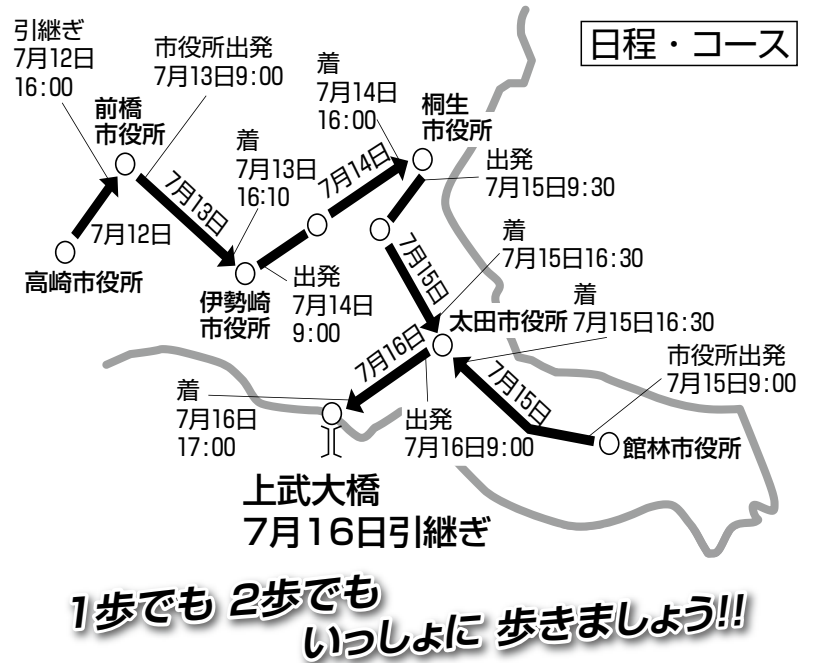 日程・コース
引継ぎ
7月12日
16:00
市役所出発
7月13日9:00
前橋
市役所
7月12日
高崎市役所
7月13日
着
7月13日
16:10
伊勢崎
市役所
出発
7月14日
9:00
7月14日
着
7月14日
16:00
桐生
市役所
出発
7月15日9:30
7月15日
着
7月15日16:30
太田市役所
着
7月15日16:30
市役所出発
7月15日9:00
7月15日
館林市役所
7月16日
出発
7月16日9:00
着
7月16日
17:00
上武大橋
7月16日引継ぎ
1歩でも 2歩でも
いっしょに 歩きましょう!!